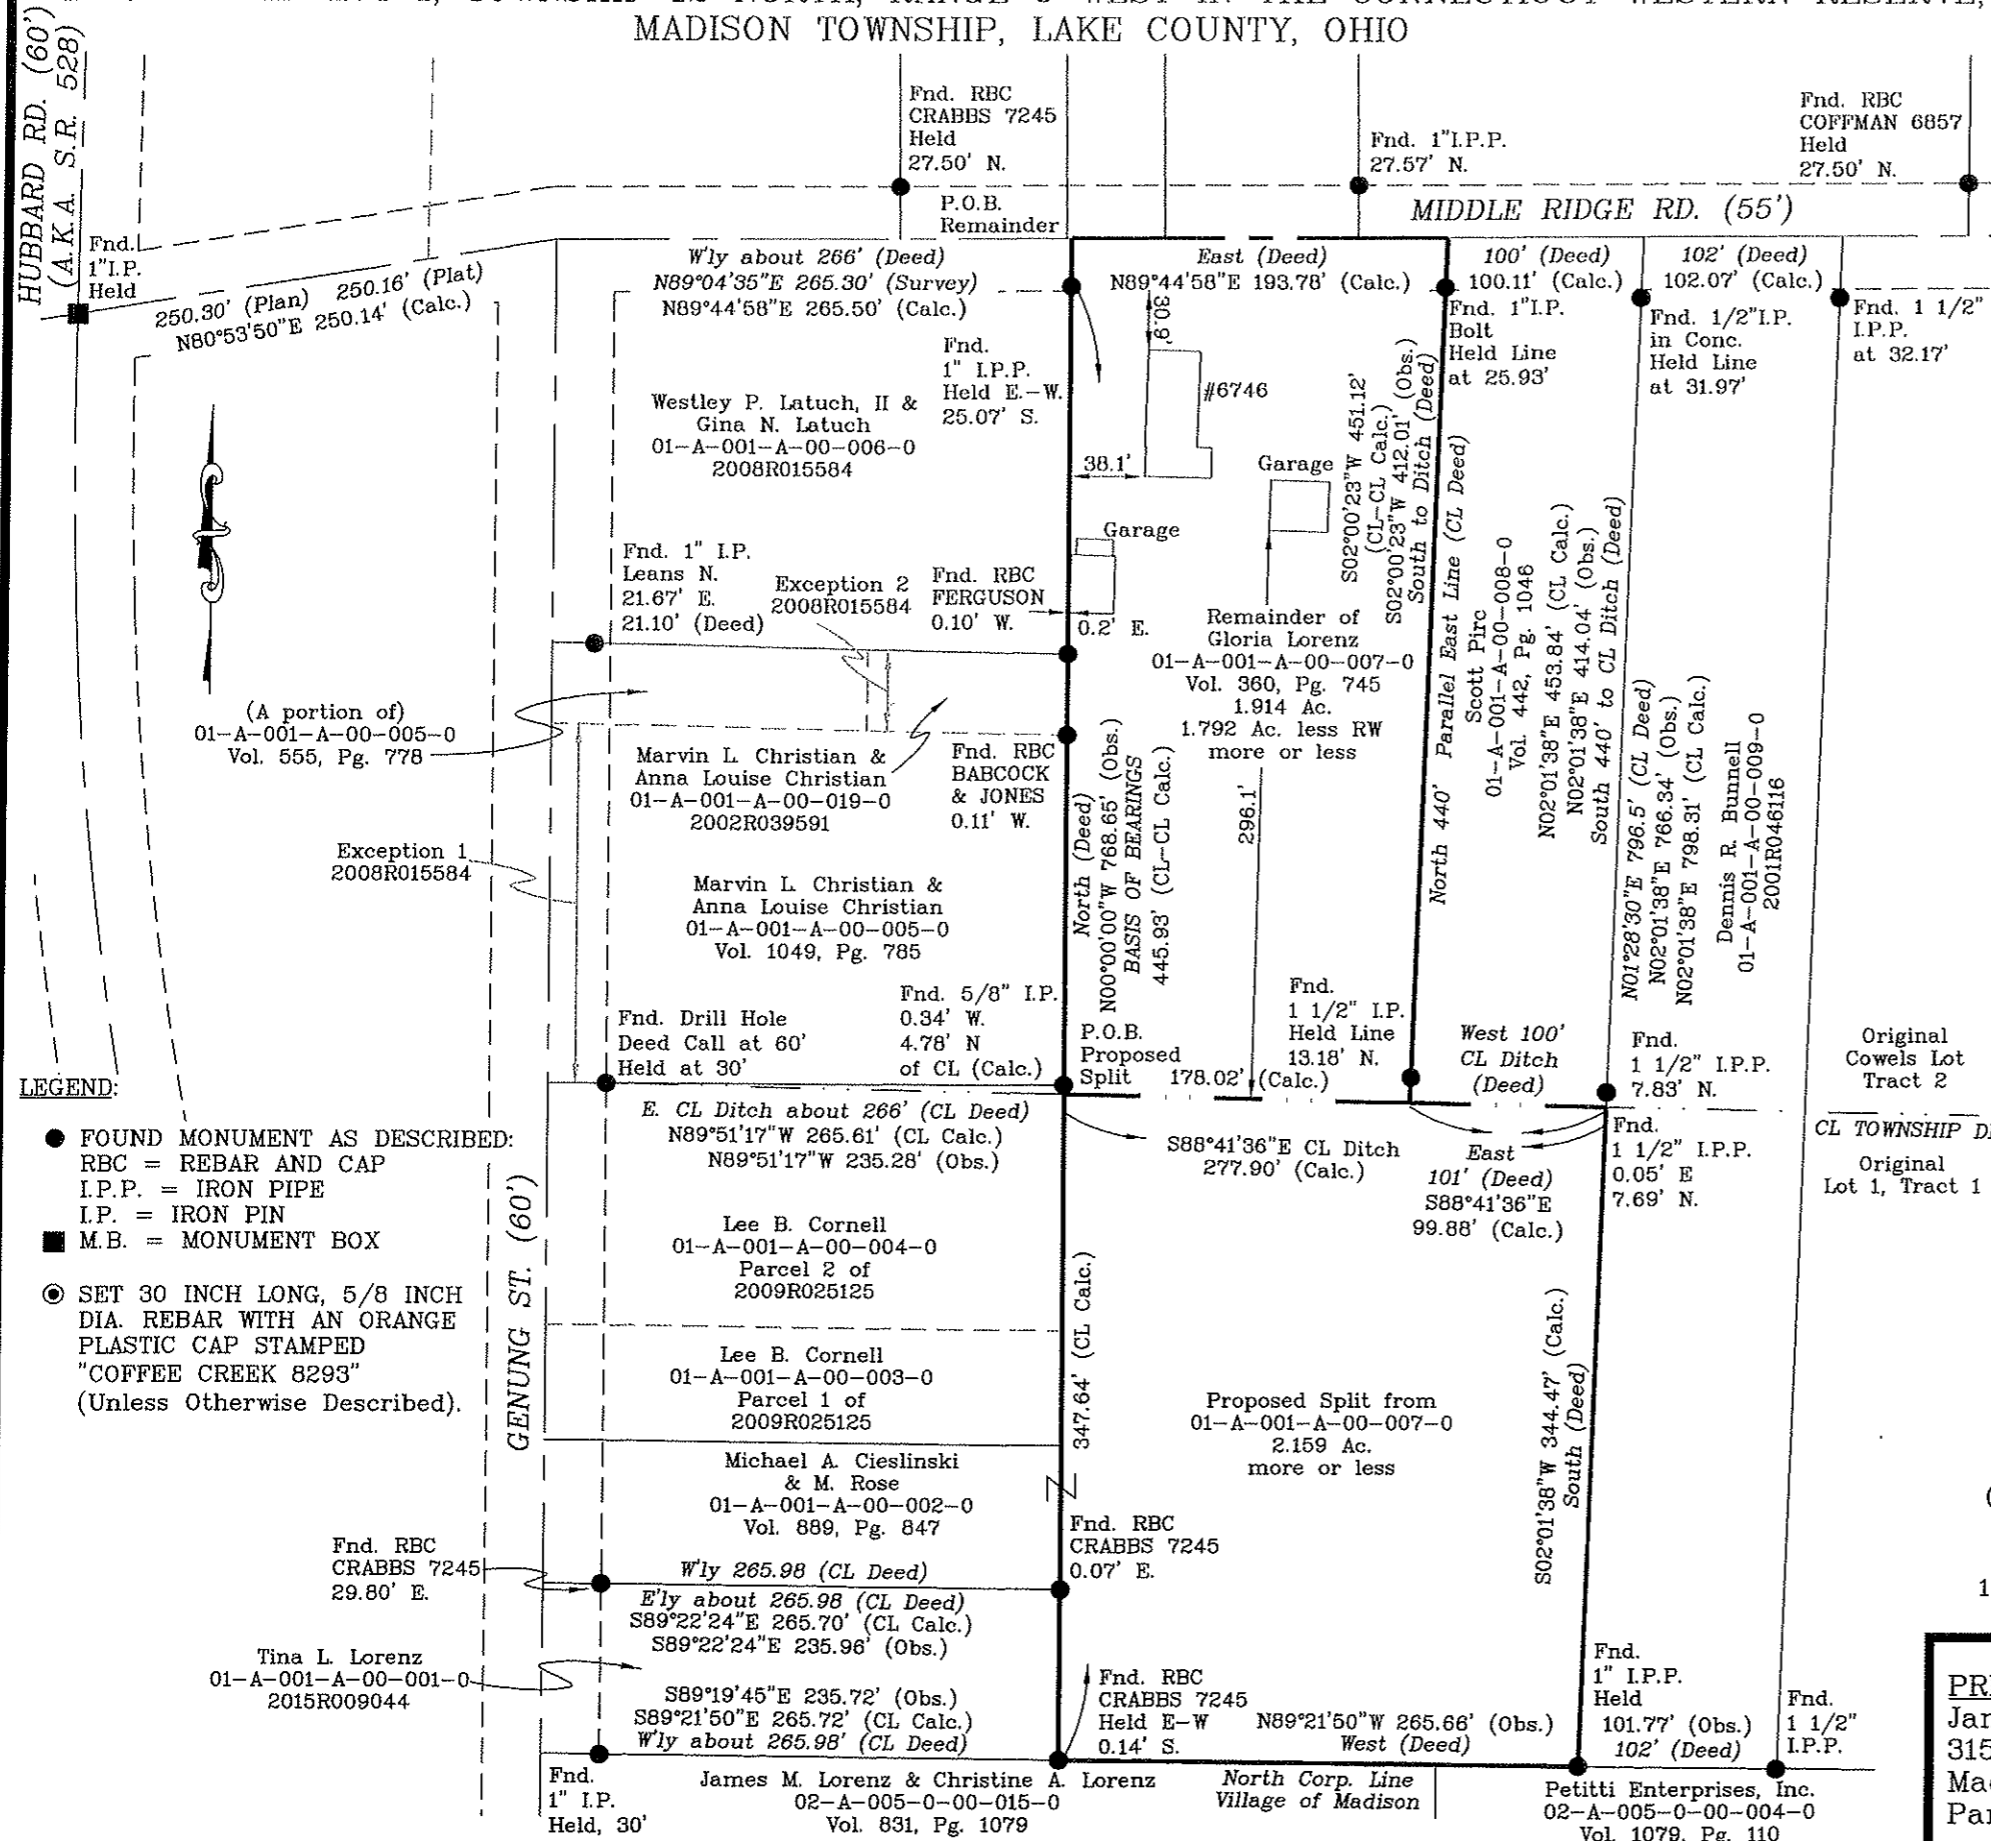 TOWNSHIP
NORTH, RANGE 6 WEST IN THE CONNECTICUT WESTERN RESERVE,
MADISON TOWNSHIP, LAKE COUNTY, OHIO
HUBBARD RD. (60')
(A.K.A. S.R. 528)
Fnd. RBC
CRABBS 7245
Held
27.50' N.
Fnd. 1"I.P.P.
27.57' N.
Fnd. RBC
COFFMAN 6857
Held
27.50' N.
P.O.B.
Remainder
MIDDLE RIDGE RD. (55')
Fnd.
1"I.P.
Held
250.30' (Plan) 250.16' (Plat)
N80°53'50"E 250.14' (Calc.)
W'ly about 266' (Deed)
N89°04'35"E 265.30' (Survey)
N89°44'58"E 265.50' (Calc.)
East (Deed)
N89°44'58"E 193.78' (Calc.)
100' (Deed)
100.11' (Calc.)
102' (Deed)
102.07' (Calc.)
Fnd. 1"I.P.
Bolt
Held Line
at 25.93'
Fnd. 1/2"I.P.
in Conc.
Held Line
at 31.97'
Fnd. 1 1/2"
I.P.P.
at 32.17'
Fnd.
1" I.P.P.
Held E.-W.
25.07' S.
30.9'
#6746
38.1'
Garage
Garage
Westley P. Latuch, II &
Gina N. Latuch
01-A-001-A-00-006-0
2008R015584
S02°00'23"W 451.12'
(CL-CL Calc.)
S02°00'23"W 412.01' (Obs.)
South to Ditch (Deed)
North 440' Parallel East Line (CL Deed)
Scott Pirc
01-A-001-A-00-008-0
Vol. 442, Pg. 1046
N02°01'38"E 453.84' (CL Calc.)
N02°01'38"E 414.04' (Obs.)
South 440' to CL Ditch (Deed)
N01°28'30"E 796.5' (CL Deed)
N02°01'38"E 766.34' (Obs.)
N02°01'38"E 798.31' (CL Calc.)
Dennis R. Bunnell
01-A-001-A-00-009-0
2001R046116
Fnd. 1" I.P.
Leans N.
21.67' E.
21.10' (Deed)
Exception 2
2008R015584
Fnd. RBC
FERGUSON
0.10' W.
0.2' E.
Remainder of
Gloria Lorenz
01-A-001-A-00-007-0
Vol. 360, Pg. 745
1.914 Ac.
1.792 Ac. less RW
more or less
296.1'
(A portion of)
01-A-001-A-00-005-0
Vol. 555, Pg. 778
Marvin L. Christian &
Anna Louise Christian
01-A-001-A-00-019-0
2002R039591
Fnd. RBC
BABCOCK
& JONES
0.11' W.
North (Deed)
N00°00'00"W 768.65' (Obs.)
BASIS OF BEARINGS
445.93' (CL-CL Calc.)
Exception 1
2008R015584
Marvin L. Christian &
Anna Louise Christian
01-A-001-A-00-005-0
Vol. 1049, Pg. 785
Fnd. Drill Hole
Deed Call at 60'
Held at 30'
Fnd. 5/8" I.P.
0.34' W.
4.78' N
of CL (Calc.)
P.O.B.
Proposed
Split
178.02' (Calc.)
Fnd.
1 1/2" I.P.
Held Line
13.18' N.
West 100'
CL Ditch
(Deed)
Fnd.
1 1/2" I.P.P.
7.83' N.
Original
Cowels Lot
Tract 2
CL TOWNSHIP
Original
Lot 1, Tract 1
LEGEND:
FOUND MONUMENT AS DESCRIBED:
RBC = REBAR AND CAP
I.P.P. = IRON PIPE
I.P. = IRON PIN
M.B. = MONUMENT BOX
SET 30 INCH LONG, 5/8 INCH
DIA. REBAR WITH AN ORANGE
PLASTIC CAP STAMPED
"COFFEE CREEK 8293"
(Unless Otherwise Described).
GENUNG ST. (60')
E. CL Ditch about 266' (CL Deed)
N89°51'17"W 265.61' (CL Calc.)
N89°51'17"W 235.28' (Obs.)
S88°41'36"E CL Ditch
277.90' (Calc.)
East
101' (Deed)
S88°41'36"E
99.88' (Calc.)
Fnd.
1 1/2" I.P.P.
0.05' E
7.69' N.
Lee B. Cornell
01-A-001-A-00-004-0
Parcel 2 of
2009R025125
Lee B. Cornell
01-A-001-A-00-003-0
Parcel 1 of
2009R025125
347.64' (CL Calc.)
Proposed Split from
01-A-001-A-00-007-0
2.159 Ac.
more or less
S02°01'38"W 344.47' (Calc.)
South (Deed)
Michael A. Cieslinski
& M. Rose
01-A-001-A-00-002-0
Vol. 889, Pg. 847
Fnd. RBC
CRABBS 7245
29.80' E.
Fnd. RBC
CRABBS 7245
0.07' E.
W'ly 265.98 (CL Deed)
E'ly about 265.98 (CL Deed)
S89°22'24"E 265.70' (CL Calc.)
S89°22'24"E 235.96' (Obs.)
Tina L. Lorenz
01-A-001-A-00-001-0
2015R009044
S89°19'45"E 235.72' (Obs.)
S89°21'50"E 265.72' (CL Calc.)
W'ly about 265.98' (CL Deed)
Fnd. RBC
CRABBS 7245
Held E-W
0.14' S.
N89°21'50"W 265.66' (Obs.)
West (Deed)
Fnd.
1" I.P.P.
Held
101.77' (Obs.)
102' (Deed)
Fnd.
1 1/2"
I.P.P.
Fnd.
1" I.P.
Held, 30'
James M. Lorenz & Christine A. Lorenz
02-A-005-0-00-015-0
Vol. 831, Pg. 1079
North Corp. Line
Village of Madison
Petitti Enterprises, Inc.
02-A-005-0-00-004-0
Vol. 1079, Pg. 110
1
315